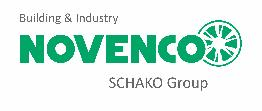 Building & Industry
NOVENCO
SCHAKO Group